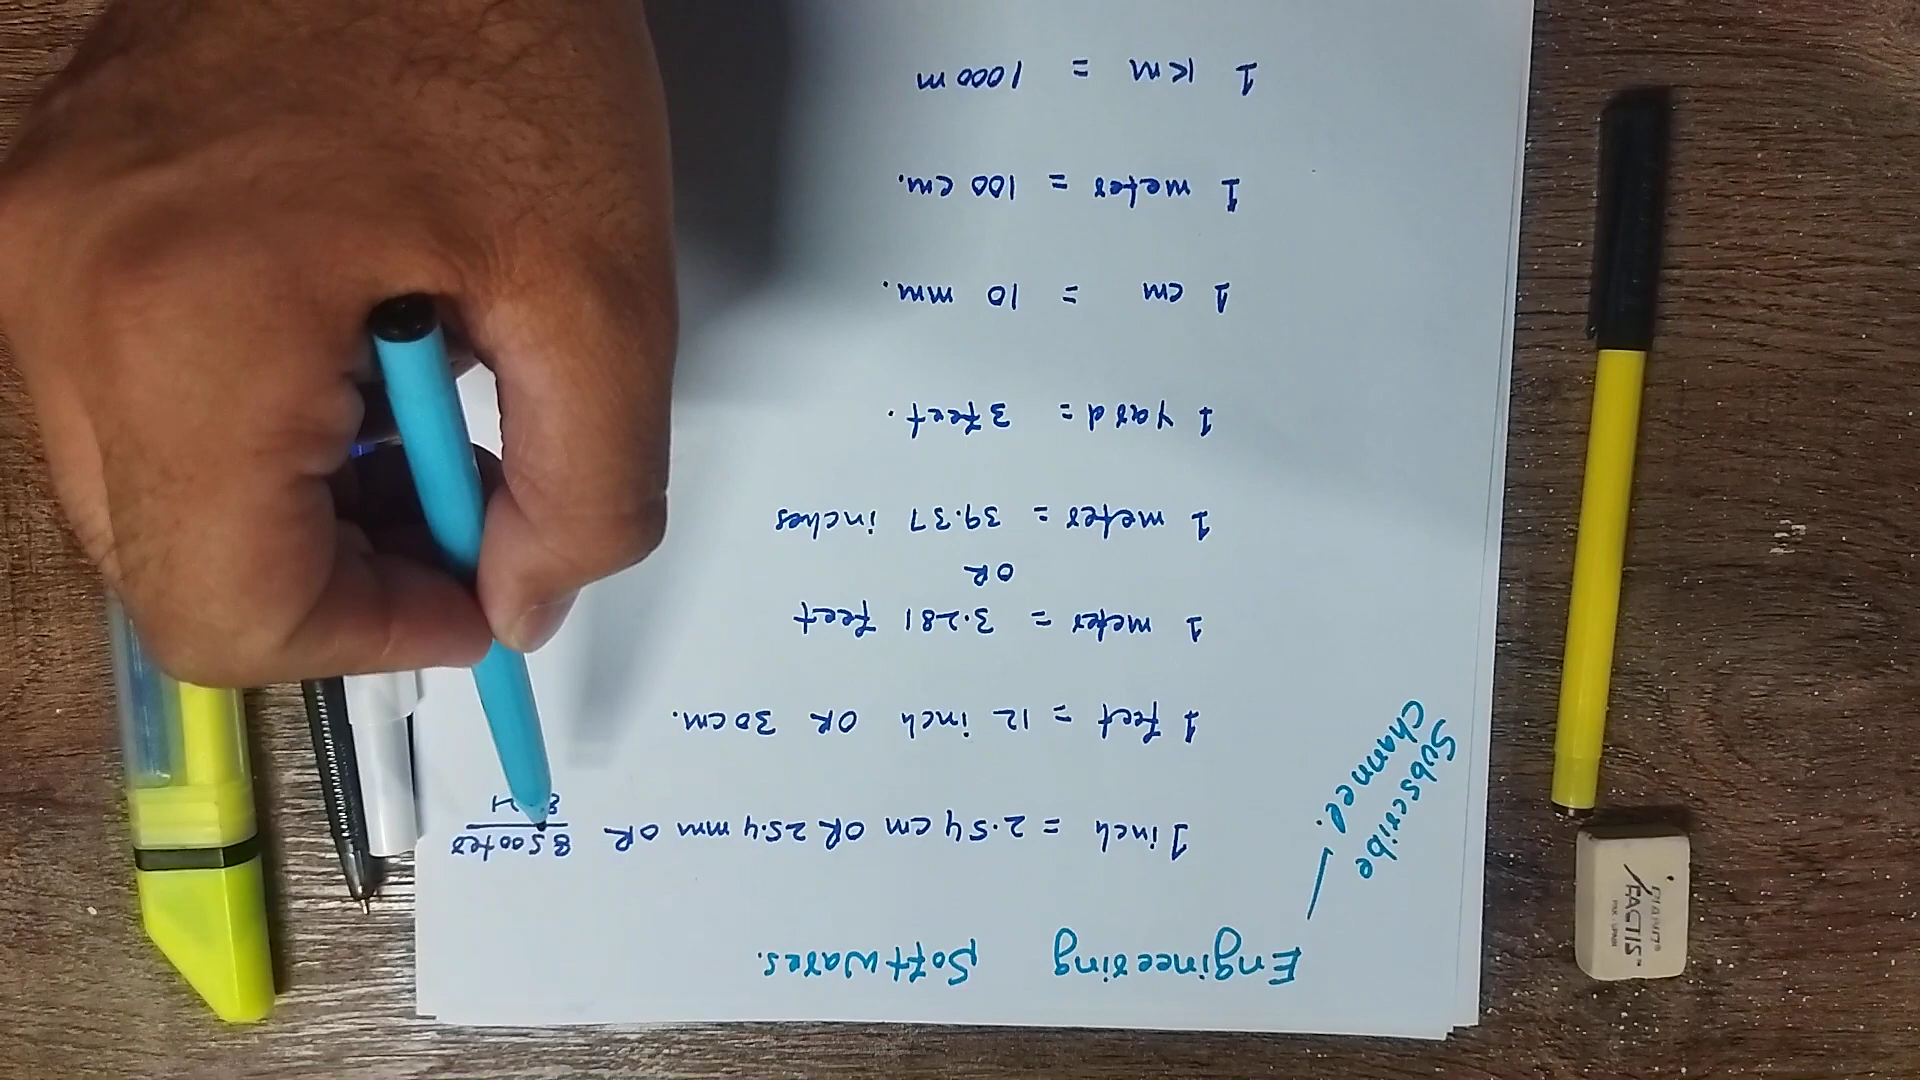 Engineering Softwares.
Subscribe
channel.
1 inch = 2.54 cm OR 25.4 mm OR 8 sooter
1 feet = 12 inch OR 30 cm.
1 meter = 3.281 feet
OR
1 meter = 39.37 inches
1 yard = 3 feet.
1 cm = 10 mm.
1 meter = 100 cm.
1 km = 1000 m
FACTIS